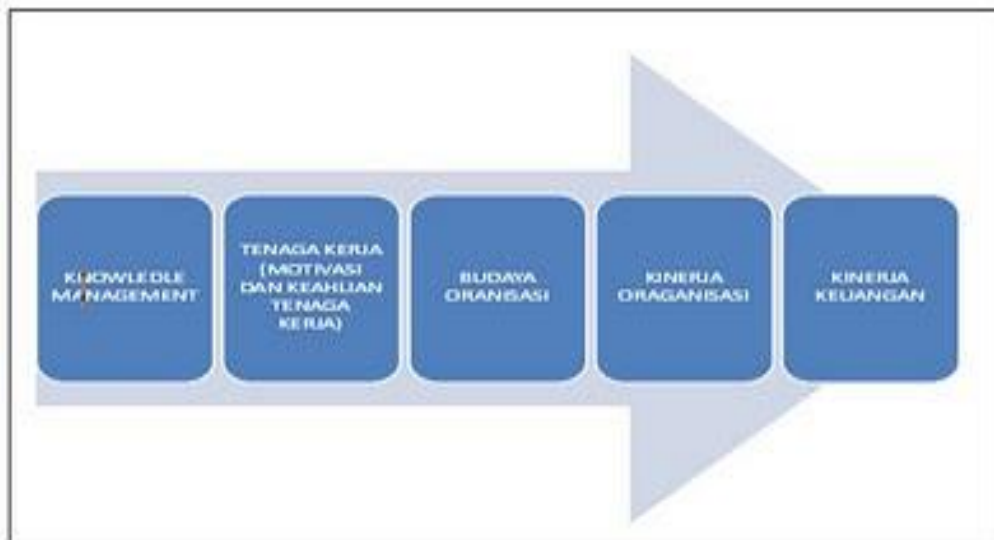 KNOWLEDLE
MANAGEMENT
TENAGA KERJA
(MOTIVASI
DAN KEAHLIAN
TENAGA
KERJA)
BUDAYA
ORANISASI
KINERJA
ORAGANISASI
KINERJA
KEUANGAN